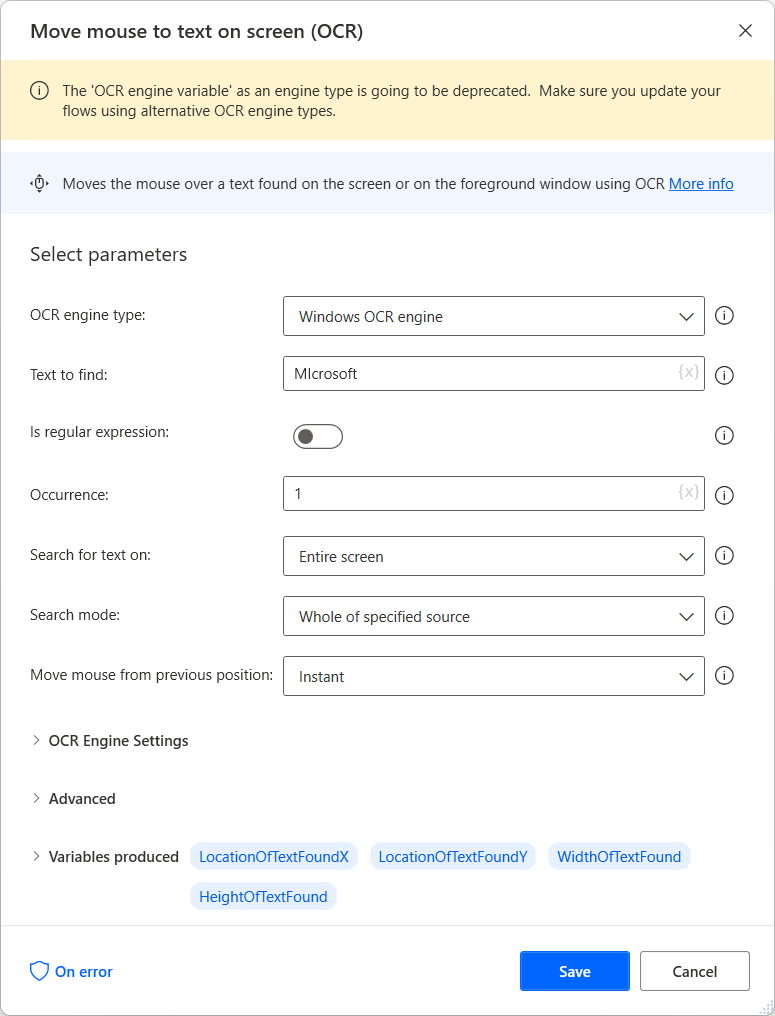 Move mouse to text on screen (OCR)
The 'OCR engine variable' as an engine type is going to be deprecated.  Make sure you update your
flows using alternative OCR engine types.
Moves the mouse over a text found on the screen or on the foreground window using OCR More info
Select parameters
OCR engine type: Windows OCR engine
Text to find: MIcrosoft {x}
Is regular expression:
Occurrence: 1 {x}
Search for text on: Entire screen
Search mode: Whole of specified source
Move mouse from previous position: Instant
OCR Engine Settings
Advanced
Variables produced LocationOfTextFoundX LocationOfTextFoundY WidthOfTextFound
HeightOfTextFound
On error Save Cancel